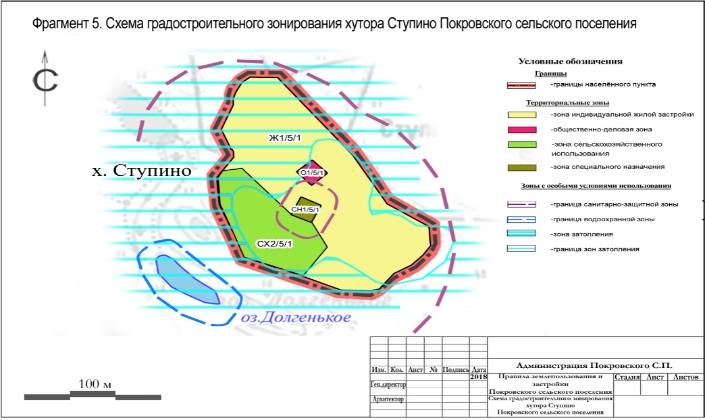 Фрагмент 5. Схема градостроительного зонирования хутора Ступино Покровского сельского поселения
С
Условные обозначения
Границы
-границы населённого пункта
Территориальные зоны
-зона индивидуальной жилой застройки
-общественно-деловая зона
-зона сельскохозяйственного
использования
-зона специального назначения
Зоны с особыми условиями использования
-граница санитарно-защитной зоны
-граница водоохранной зоны
-зона затопления
-граница зон затопления
Ж1/5/1
О1/5/1
х. Ступино
СН1/5/1
СХ2/5/1
оз.Долгенькое
100 м
Администрация Покровского С.П.
Изм. Кол. Лист № Подпись Дата
2018
Правила землепользования и
застройки
Покровского сельского поселения
Стадия Лист Листов
Ген.директор
Архитектор
Схема градостроительного зонирования
хутора Ступино
Покровского сельского поселения